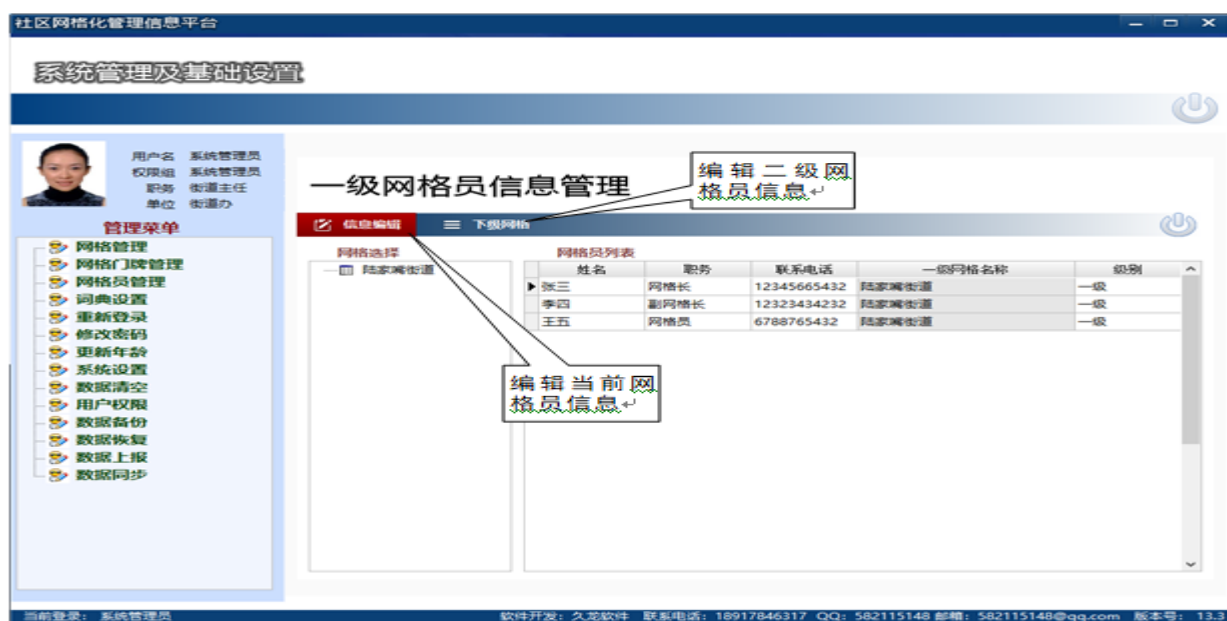 社区网格化管理信息平台
系统管理及基础设置
用户名 系统管理员
权限组 系统管理员
职务 街道主任
单位 街道办
管理菜单
网格管理
网格门牌管理
网格员管理
词典设置
重新登录
修改密码
更新年龄
系统设置
数据清空
用户权限
数据备份
数据恢复
数据上报
数据同步
一级网格员信息管理
编辑二级网
格员信息↵
信息编辑 下级网格
网格选择
陆家嘴街道
网格员列表
姓名 职务 联系电话 一级网格名称 级别
张三 网格长 12345665432 陆家嘴街道 一级
李四 副网格长 12323434232 陆家嘴街道 一级
王五 网格员 6788765432 陆家嘴街道 一级
编辑当前网
格员信息↵
当前登录: 系统管理员 软件开发: 久龙软件 联系电话: 18917846317 QQ: 582115148 邮箱: 582115148@qq.com 版本号: 13.3